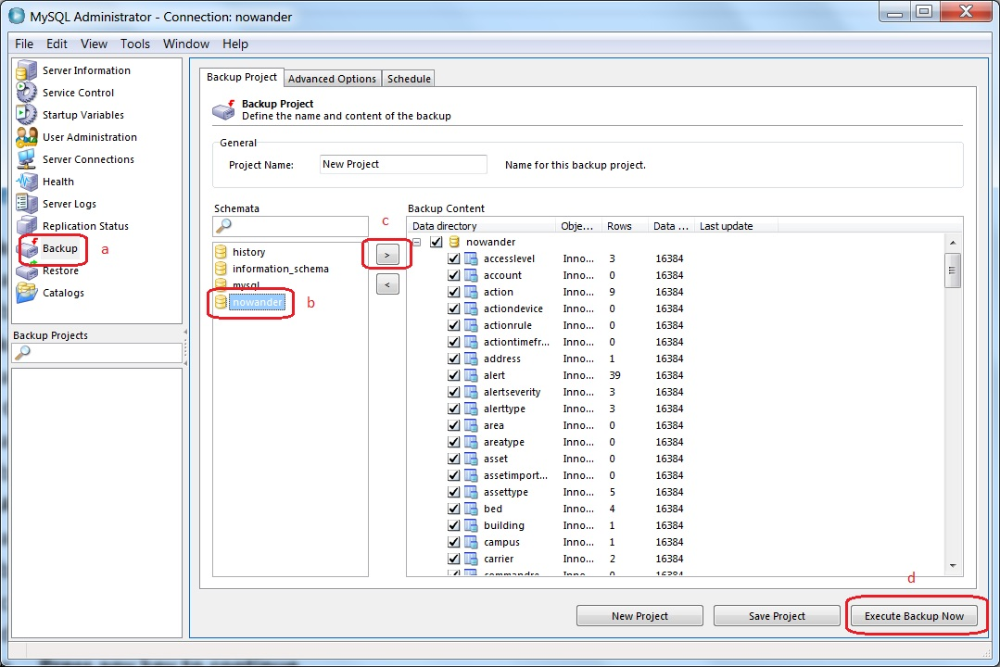 MySQL Administrator - Connection: nowander
File Edit View Tools Window Help
Server Information
Service Control
Startup Variables
User Administration
Server Connections
Health
Server Logs
Replication Status
Backup a
Restore
Catalogs
Backup Projects
Backup Project Advanced Options Schedule
Backup Project
Define the name and content of the backup
General
Project Name: New Project Name for this backup project.
Schemata
history
information_schema
mysql
nowander b
c
>
<
Backup Content
Data directory Obje... Rows Data ... Last update
nowander
accesslevel Inno... 3 16384
account Inno... 0 16384
action Inno... 9 16384
actiondevice Inno... 0 16384
actionrule Inno... 0 16384
actiontimefr... Inno... 0 16384
address Inno... 1 16384
alert Inno... 39 16384
alertseverity Inno... 3 16384
alerttype Inno... 3 16384
area Inno... 0 16384
areatype Inno... 0 16384
asset Inno... 0 16384
assetimport... Inno... 0 16384
assettype Inno... 5 16384
bed Inno... 4 16384
building Inno... 1 16384
campus Inno... 1 16384
carrier Inno... 2 16384
d
New Project Save Project Execute Backup Now